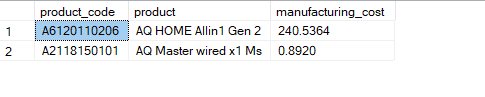 product_code product manufacturing_cost
1 A6120110206 AQ HOME Allin1 Gen 2 240.5364
2 A2118150101 AQ Master wired x1 Ms 0.8920